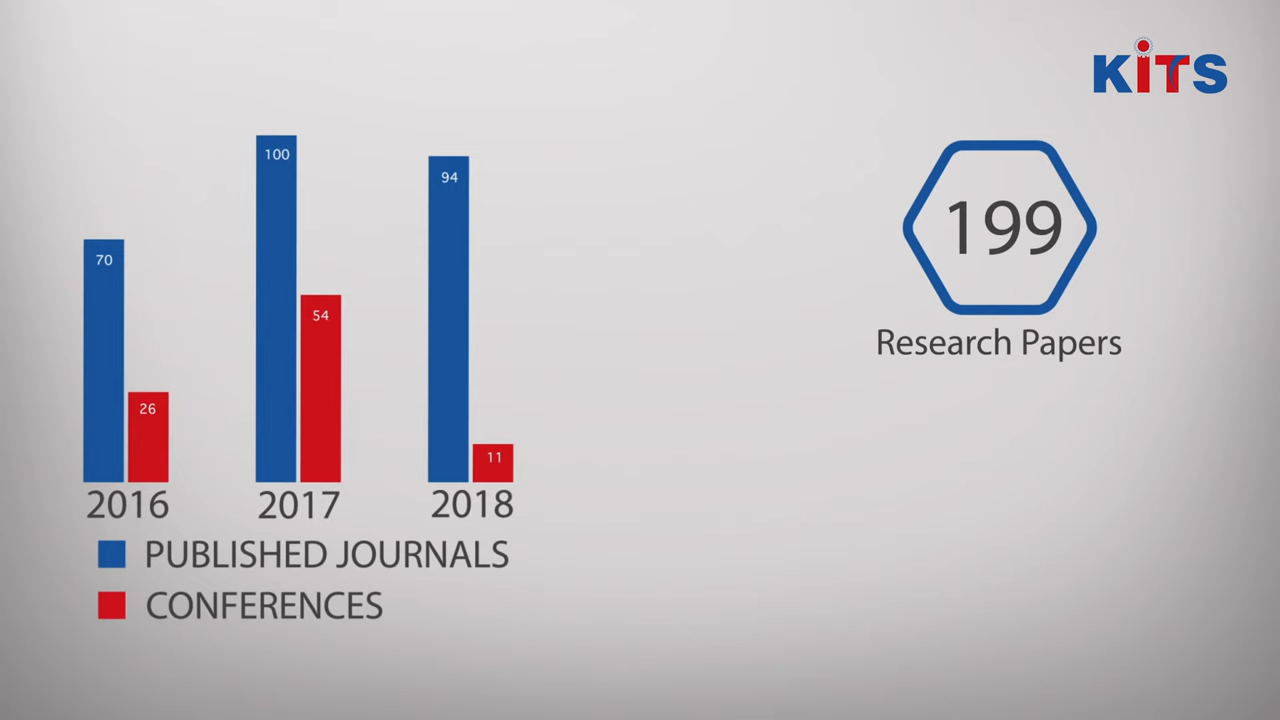 KiTS
100
94
70
54
26
11
2016 2017 2018
PUBLISHED JOURNALS
CONFERENCES
199
Research Papers